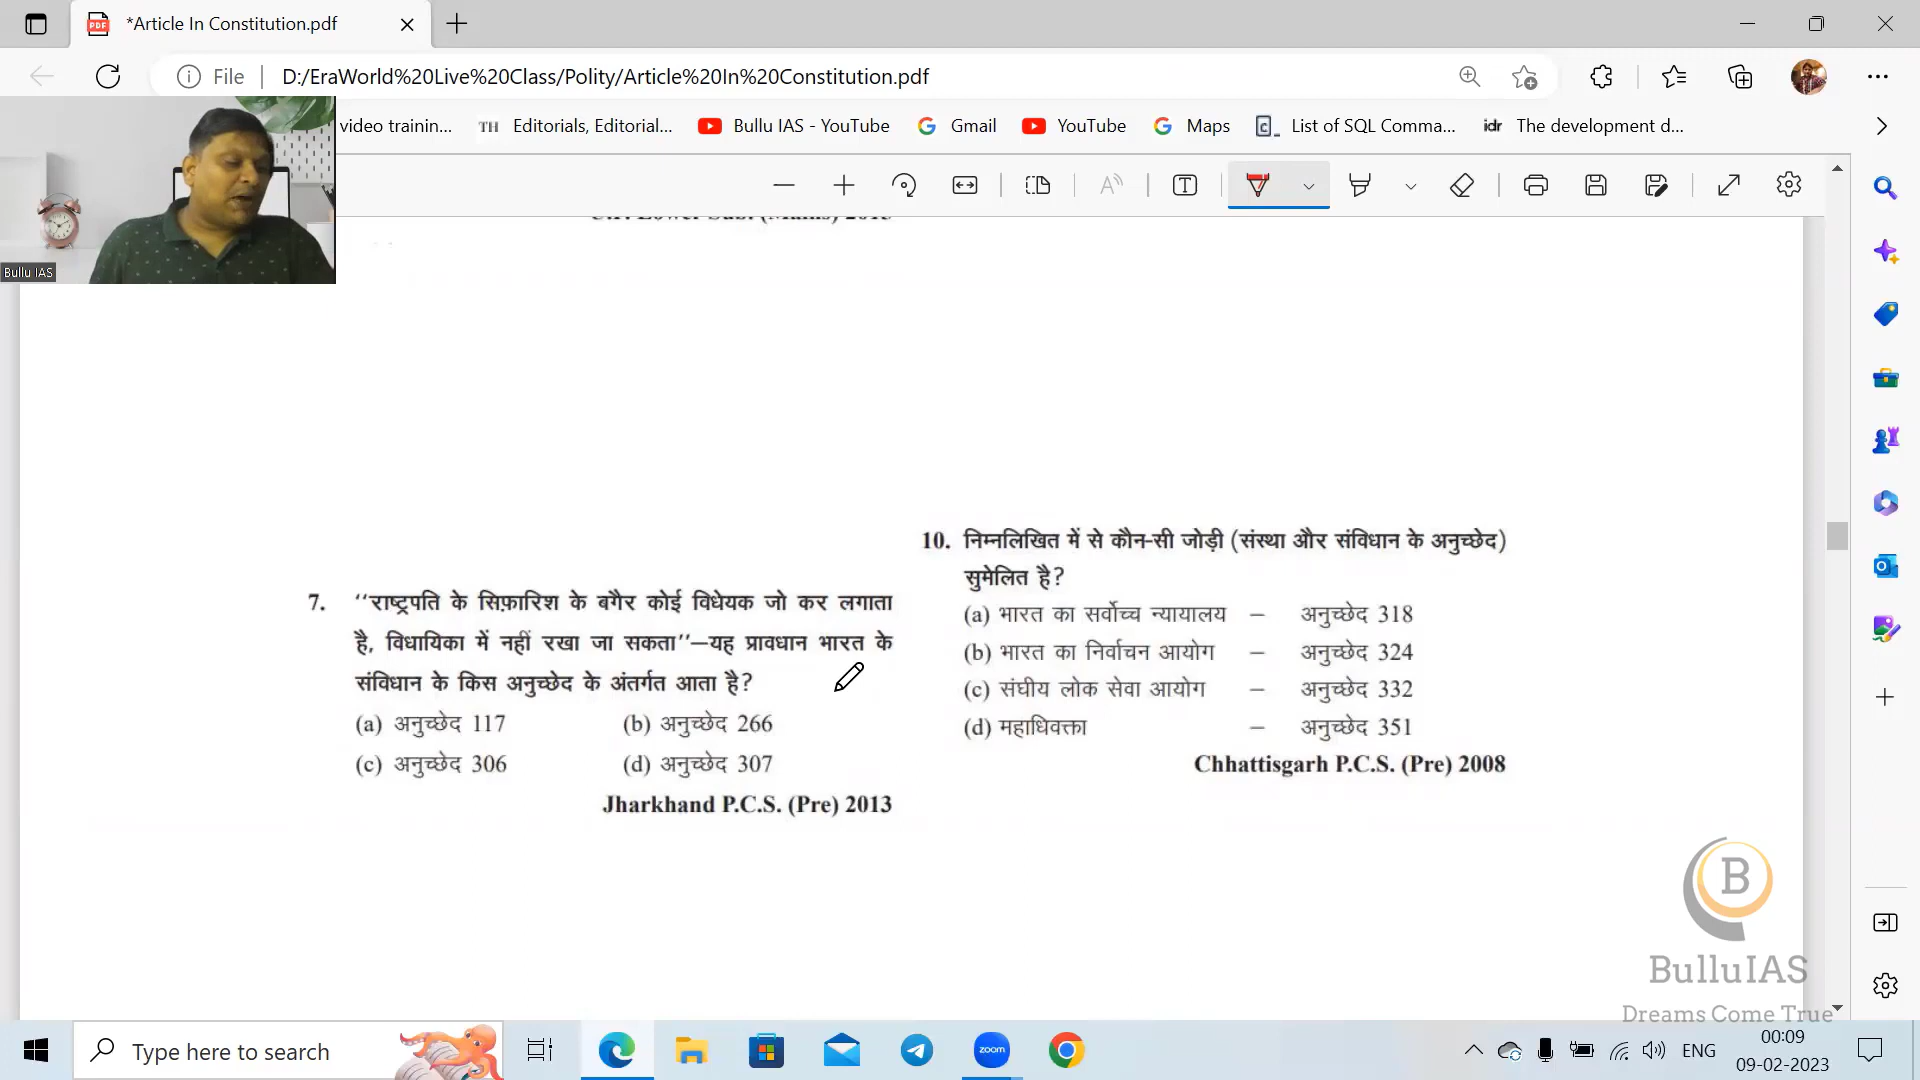 *Article In Constitution.pdf
File
D:/EraWorld%20Live%20Class/Polity/Article%20In%20Constitution.pdf
video trainin...
TH Editorials, Editorial...
Bullu IAS - YouTube
Gmail
YouTube
Maps
List of SQL Comma...
idr The development d...
Bullu IAS
7. ‘‘राष्ट्रपति के सिफ़ारिश के बगैर कोई विधेयक जो कर लगाता
है, विधायिका में नहीं रखा जा सकता’’–यह प्रावधान भारत के
संविधान के किस अनुच्छेद के अंतर्गत आता है?
(a) अनुच्छेद 117 (b) अनुच्छेद 266
(c) अनुच्छेद 306 (d) अनुच्छेद 307
Jharkhand P.C.S. (Pre) 2013
10. निम्नलिखित में से कौन-सी जोड़ी (संस्था और संविधान के अनुच्छेद)
सुमेलित है?
(a) भारत का सर्वोच्च न्यायालय – अनुच्छेद 318
(b) भारत का निर्वाचन आयोग – अनुच्छेद 324
(c) संघीय लोक सेवा आयोग – अनुच्छेद 332
(d) महाधिवक्ता – अनुच्छेद 351
Chhattisgarh P.C.S. (Pre) 2008
B
BulluIAS
Dreams Come True
Type here to search
zoom
ENG
00:09
09-02-2023